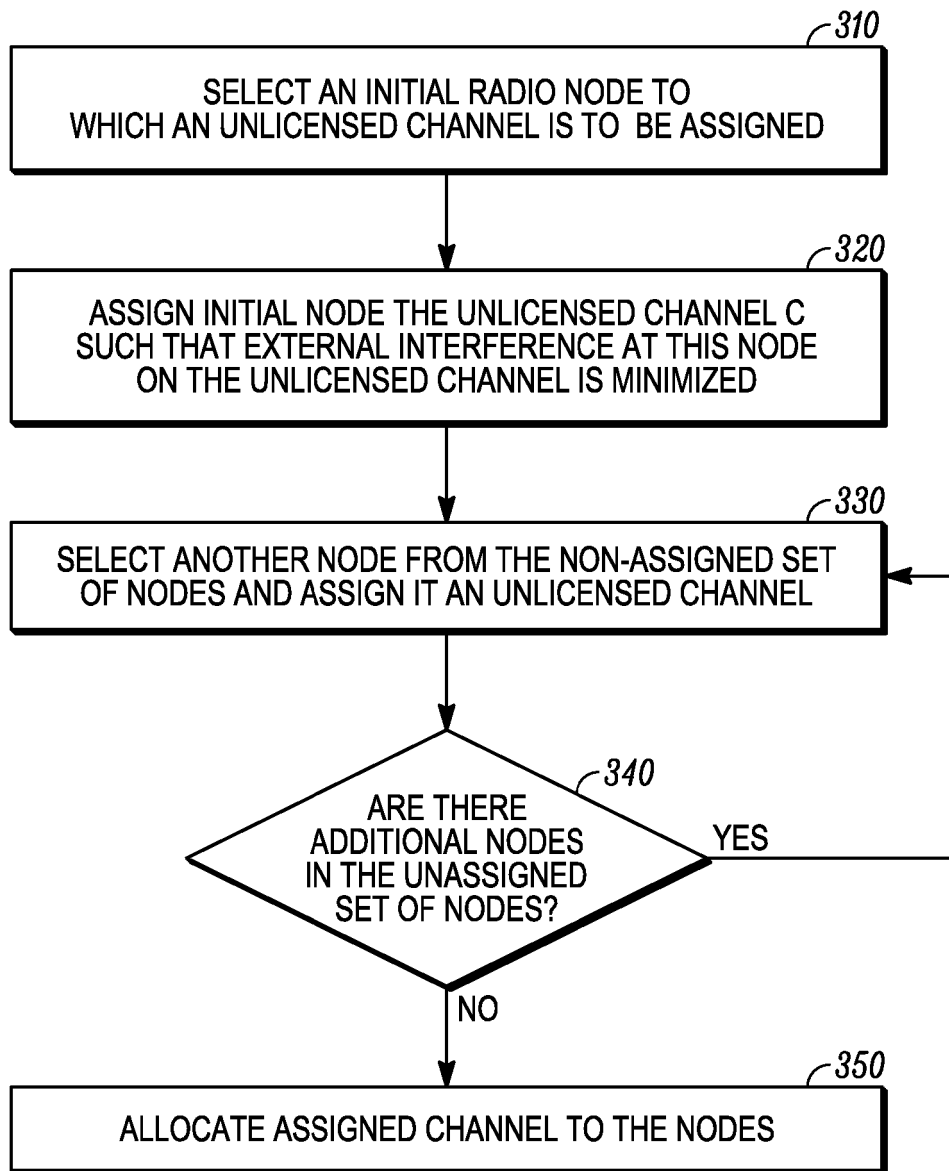 310
SELECT AN INITIAL RADIO NODE TO
WHICH AN UNLICENSED CHANNEL IS TO BE ASSIGNED
320
ASSIGN INITIAL NODE THE UNLICENSED CHANNEL C
SUCH THAT EXTERNAL INTERFERENCE AT THIS NODE
ON THE UNLICENSED CHANNEL IS MINIMIZED
330
SELECT ANOTHER NODE FROM THE NON-ASSIGNED SET
OF NODES AND ASSIGN IT AN UNLICENSED CHANNEL
340
ARE THERE
ADDITIONAL NODES
IN THE UNASSIGNED
SET OF NODES?
YES
NO
350
ALLOCATE ASSIGNED CHANNEL TO THE NODES